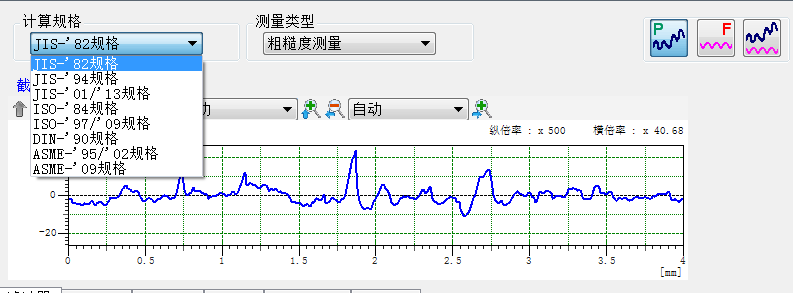 计算规格
测量类型
JIS-'82规格
粗糙度测量
P
F
JIS-'82规格
JIS-'94规格
JIS-'01/'13规格
ISO-'84规格
ISO-'97/'09规格
DIN-'90规格
ASME-'95/'02规格
ASME-'09规格
截
动
自动
纵倍率 : x 500
横倍率 : x 40.68
0
-20
0
0.5
1
1.5
2
2.5
3
3.5
4
[mm]